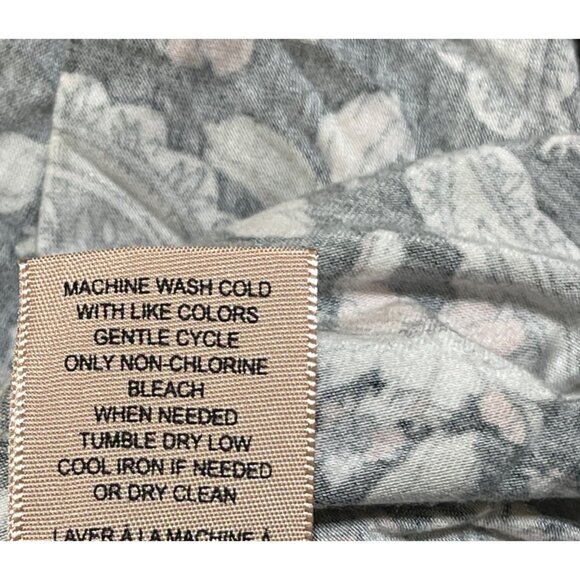 MACHINE WASH COLD
WITH LIKE COLORS
GENTLE CYCLE
ONLY NON-CHLORINE
BLEACH
WHEN NEEDED
TUMBLE DRY LOW
COOL IRON IF NEEDED
OR DRY CLEAN
LAVER À LA MACHINE À